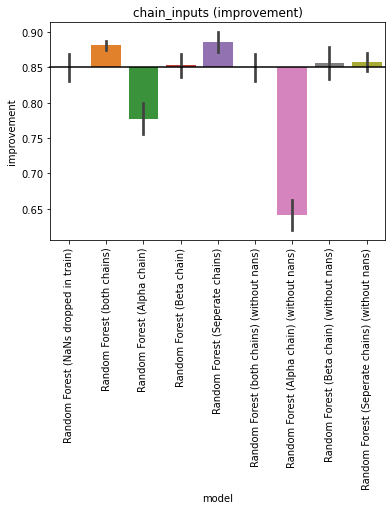 chain_inputs (improvement)
improvement
0.90
0.85
0.80
0.75
0.70
0.65
Random Forest (NaNs dropped in train)
Random Forest (both chains)
Random Forest (Alpha chain)
Random Forest (Beta chain)
Random Forest (Seperate chains)
Random Forest (both chains) (without nans)
Random Forest (Alpha chain) (without nans)
Random Forest (Beta chain) (without nans)
Random Forest (Seperate chains) (without nans)
model